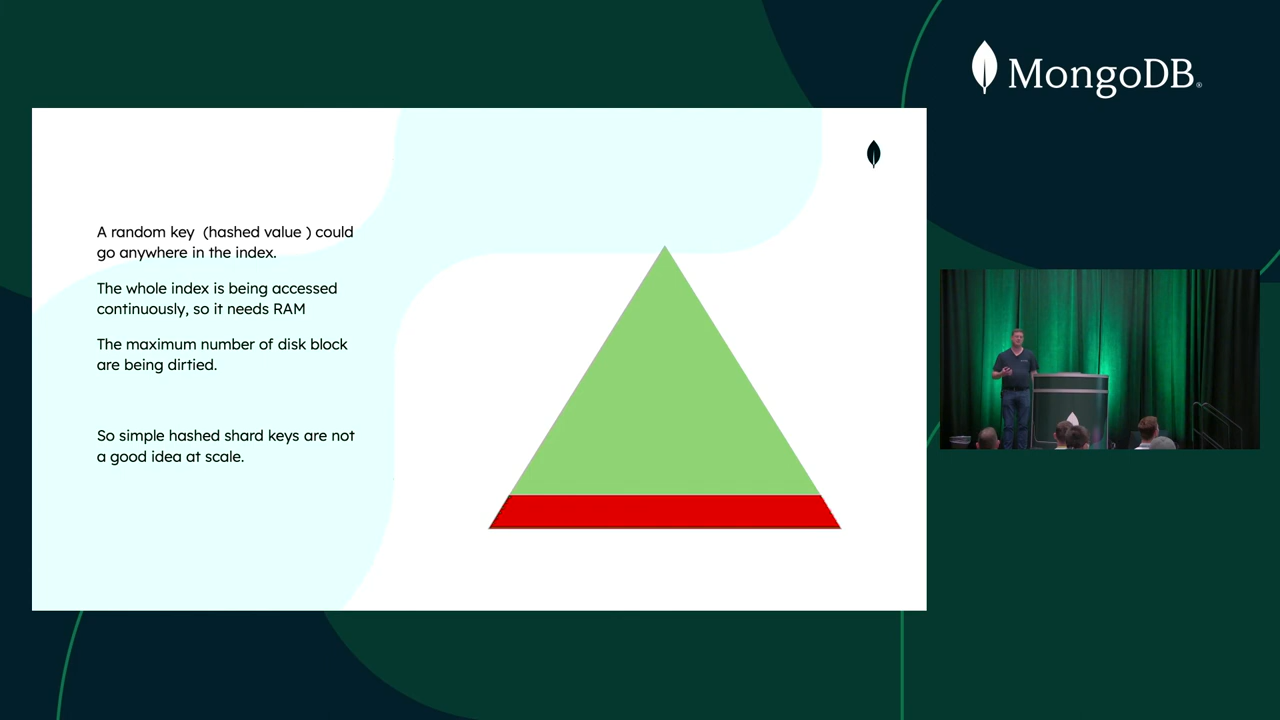 MongoDB®
A random key (hashed value ) could
go anywhere in the index.
The whole index is being accessed
continuously, so it needs RAM
The maximum number of disk block
are being dirtied.
So simple hashed shard keys are not
a good idea at scale.